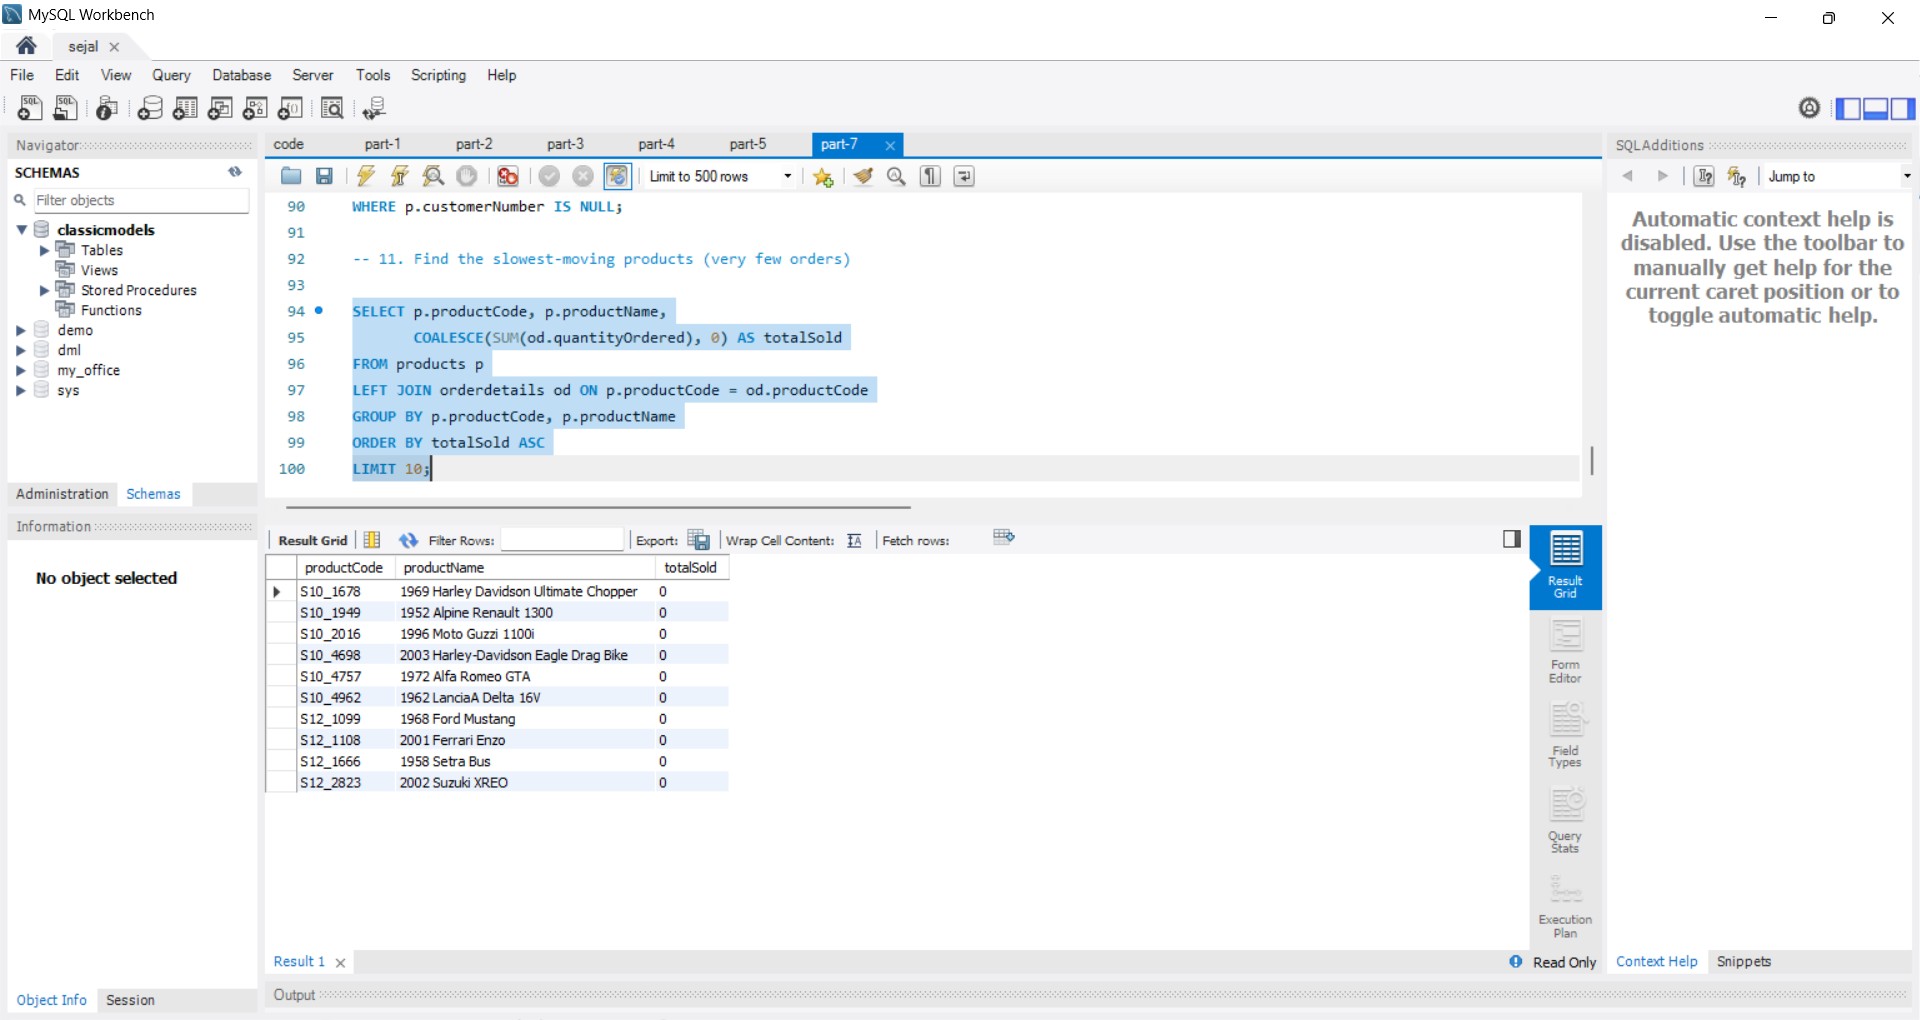 MySQL Workbench
sejal
File Edit View Query Database Server Tools Scripting Help
Navigator
SCHEMAS
Filter objects
classicmodels
Tables
Views
Stored Procedures
Functions
demo
dml
my_office
sys
Administration Schemas
Information
No object selected
Object Info Session
code part-1 part-2 part-3 part-4 part-5 part-7
Limit to 500 rows
90 WHERE p.customerNumber IS NULL;
91
92 -- 11. Find the slowest-moving products (very few orders)
93
94 SELECT p.productCode, p.productName,
95 COALESCE(SUM(od.quantityOrdered), 0) AS totalSold
96 FROM products p
97 LEFT JOIN orderdetails od ON p.productCode = od.productCode
98 GROUP BY p.productCode, p.productName
99 ORDER BY totalSold ASC
100 LIMIT 10;
Result Grid Filter Rows: Export: Wrap Cell Content: Fetch rows:
productCode productName totalSold
S10_1678 1969 Harley Davidson Ultimate Chopper 0
S10_1949 1952 Alpine Renault 1300 0
S10_2016 1996 Moto Guzzi 1100i 0
S10_4698 2003 Harley-Davidson Eagle Drag Bike 0
S10_4757 1972 Alfa Romeo GTA 0
S10_4962 1962 LanciaA Delta 16V 0
S12_1099 1968 Ford Mustang 0
S12_1108 2001 Ferrari Enzo 0
S12_1666 1958 Setra Bus 0
S12_2823 2002 Suzuki XREO 0
Result
Grid
Form
Editor
Field
Types
Query
Stats
Execution
Plan
Result 1
Read Only
Output
SQLAdditions
Jump to
Automatic context help is
disabled. Use the toolbar to
manually get help for the
current caret position or to
toggle automatic help.
Context Help Snippets